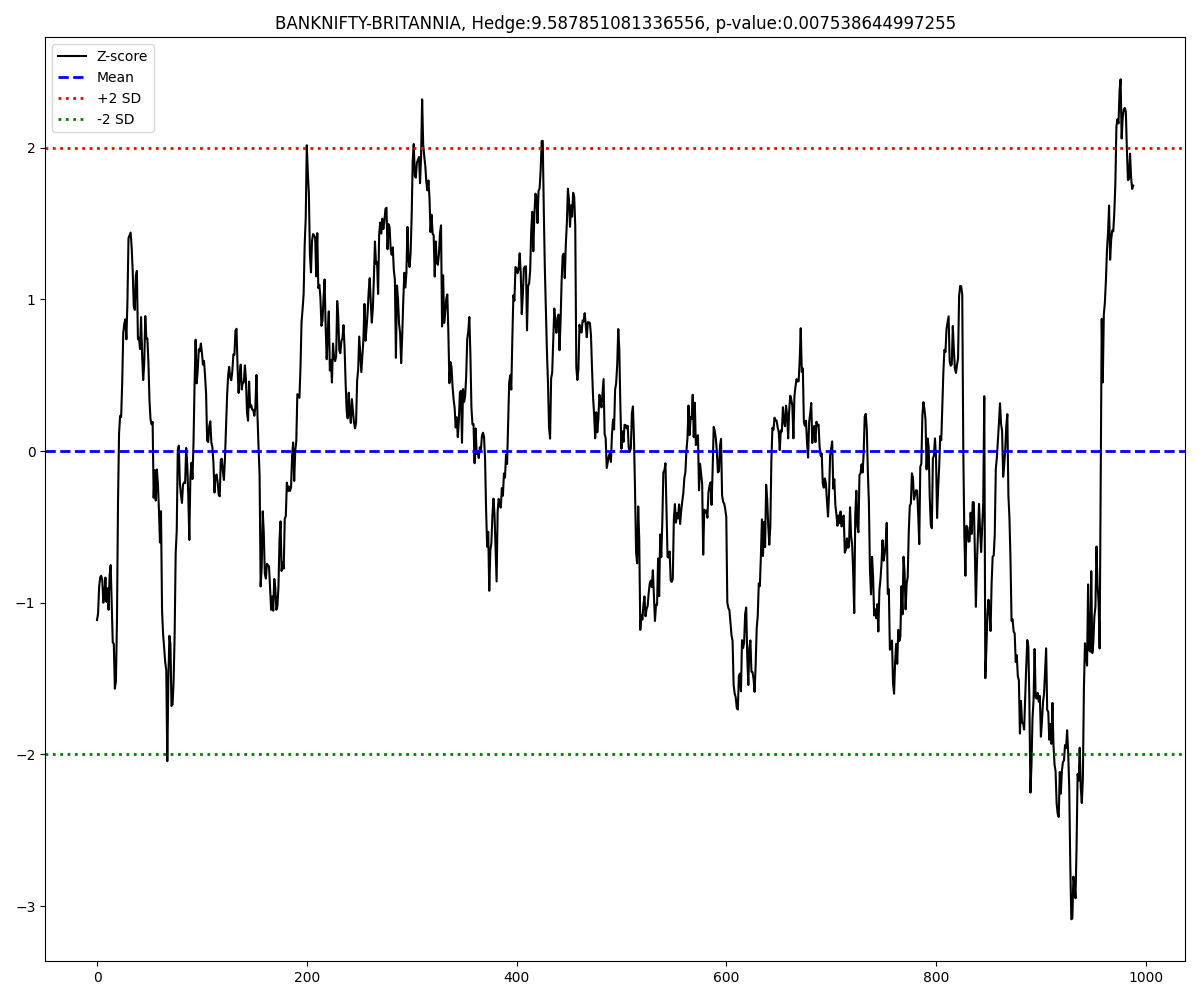 BANKNIFTY-BRITANNIA, Hedge:9.587851081336556, p-value:0.007538644997255
Z-score
Mean
+2 SD
-2 SD
2
1
0
−1
−2
−3
0
200
400
600
800
1000